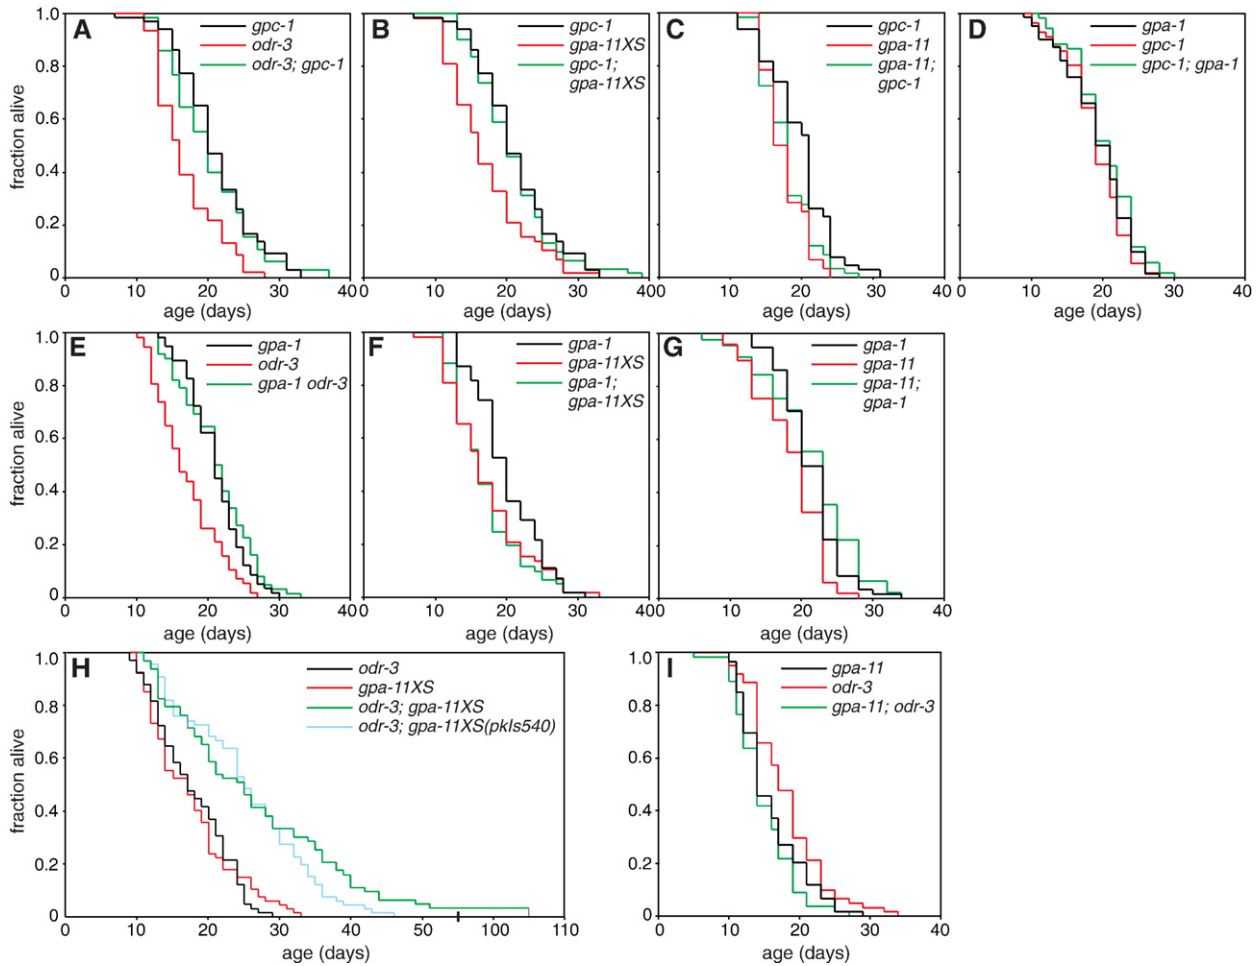 A
gpc-1
odr-3
odr-3; gpc-1
B
gpc-1
gpa-11XS
gpc-1;
gpa-11XS
C
gpc-1
gpa-11
gpa-11;
gpc-1
D
gpa-1
gpc-1
gpc-1; gpa-1
fraction alive
1.0
0.8
0.6
0.4
0.2
0
0 10 20 30 40
0 10 20 30 40
0 10 20 30 40
0 10 20 30 40
age (days)
age (days)
age (days)
age (days)
E
gpa-1
odr-3
gpa-1 odr-3
F
gpa-1
gpa-11XS
gpa-1;
gpa-11XS
G
gpa-1
gpa-11
gpa-11;
gpa-1
fraction alive
1.0
0.8
0.6
0.4
0.2
0
0 10 20 30 40
0 10 20 30 40
0 10 20 30 40
age (days)
age (days)
age (days)
H
odr-3
gpa-11XS
odr-3; gpa-11XS
odr-3; gpa-11XS(pkIs540)
fraction alive
1.0
0.8
0.6
0.4
0.2
0
0 10 20 30 40 50 100 110
age (days)
I
gpa-11
odr-3
gpa-11; odr-3
1.0
0.8
0.6
0.4
0.2
0
0 10 20 30 40
age (days)